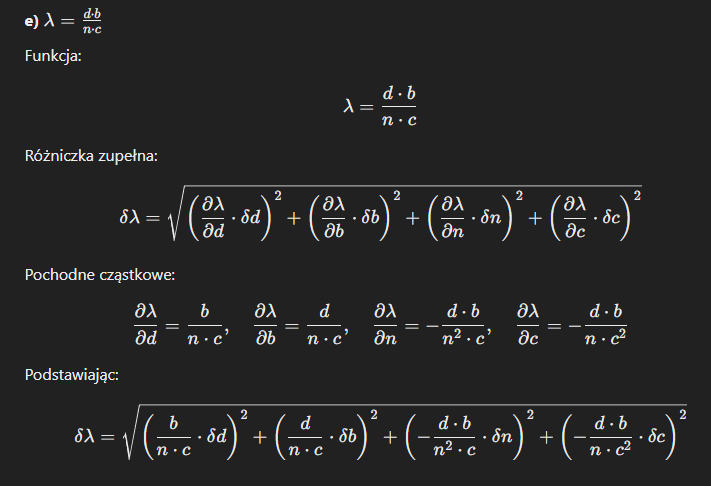 e) λ = d·b / n·c
Funkcja:
λ = d · b / n · c
Różniczka zupełna:
δλ = √( (∂λ/∂d · δd)² + (∂λ/∂b · δb)² + (∂λ/∂n · δn)² + (∂λ/∂c · δc)² )
Pochodne cząstkowe:
∂λ/∂d = b / n · c, ∂λ/∂b = d / n · c, ∂λ/∂n = − d · b / n² · c, ∂λ/∂c = − d · b / n · c²
Podstawiając:
δλ = √( (b / n · c · δd)² + (d / n · c · δb)² + (− d · b / n² · c · δn)² + (− d · b / n · c² · δc)² )